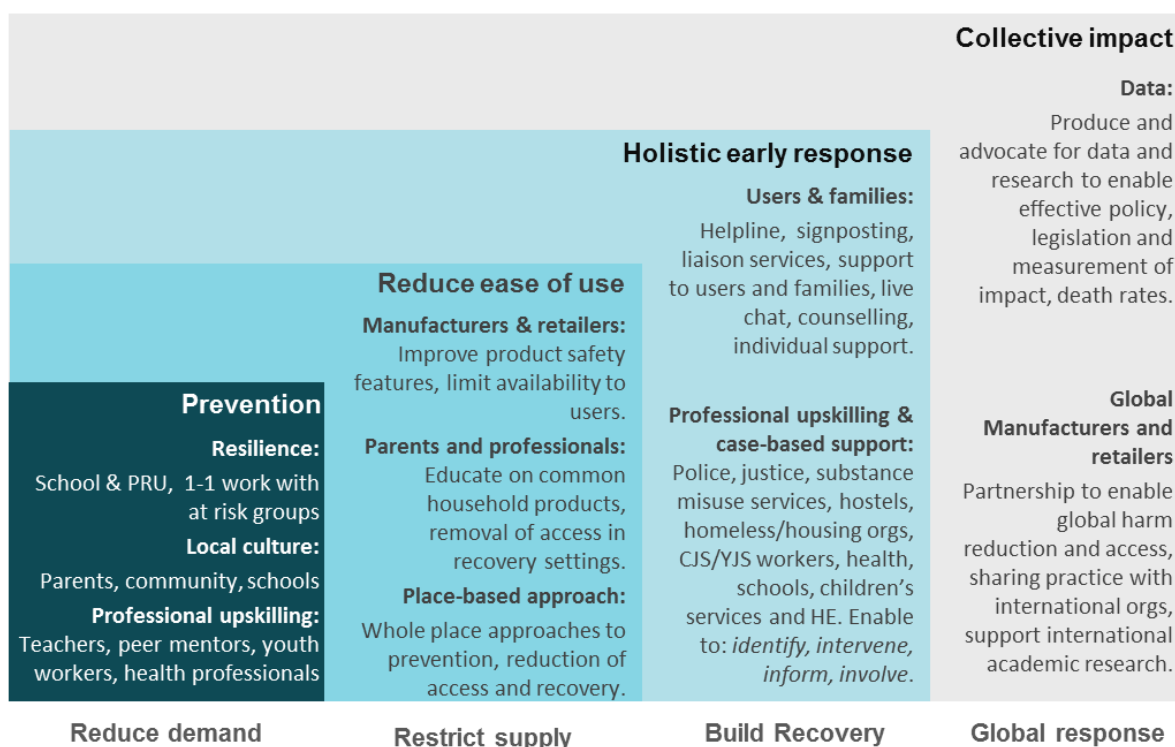 Collective impact
Data:
Produce and
advocate for data and
research to enable
effective policy,
legislation and
measurement of
impact, death rates.
Global
Manufacturers and
retailers
Partnership to enable
global harm
reduction and access,
sharing practice with
international orgs,
support international
academic research.
Holistic early response
Users & families:
Helpline, signposting,
liaison services, support
to users and families, live
chat, counselling,
individual support.
Professional upskilling &
case-based support:
Police, justice, substance
misuse services, hostels,
homeless/housing orgs,
CJS/YJS workers, health,
schools, children’s
services and HE. Enable
to: identify, intervene,
inform, involve.
Reduce ease of use
Manufacturers & retailers:
Improve product safety
features, limit availability to
users.
Parents and professionals:
Educate on common
household products,
removal of access in
recovery settings.
Place-based approach:
Whole place approaches to
prevention, reduction of
access and recovery.
Prevention
Resilience:
School & PRU, 1-1 work with
at risk groups
Local culture:
Parents, community, schools
Professional upskilling:
Teachers, peer mentors, youth
workers, health professionals
Reduce demand
Restrict supply
Build Recovery
Global response